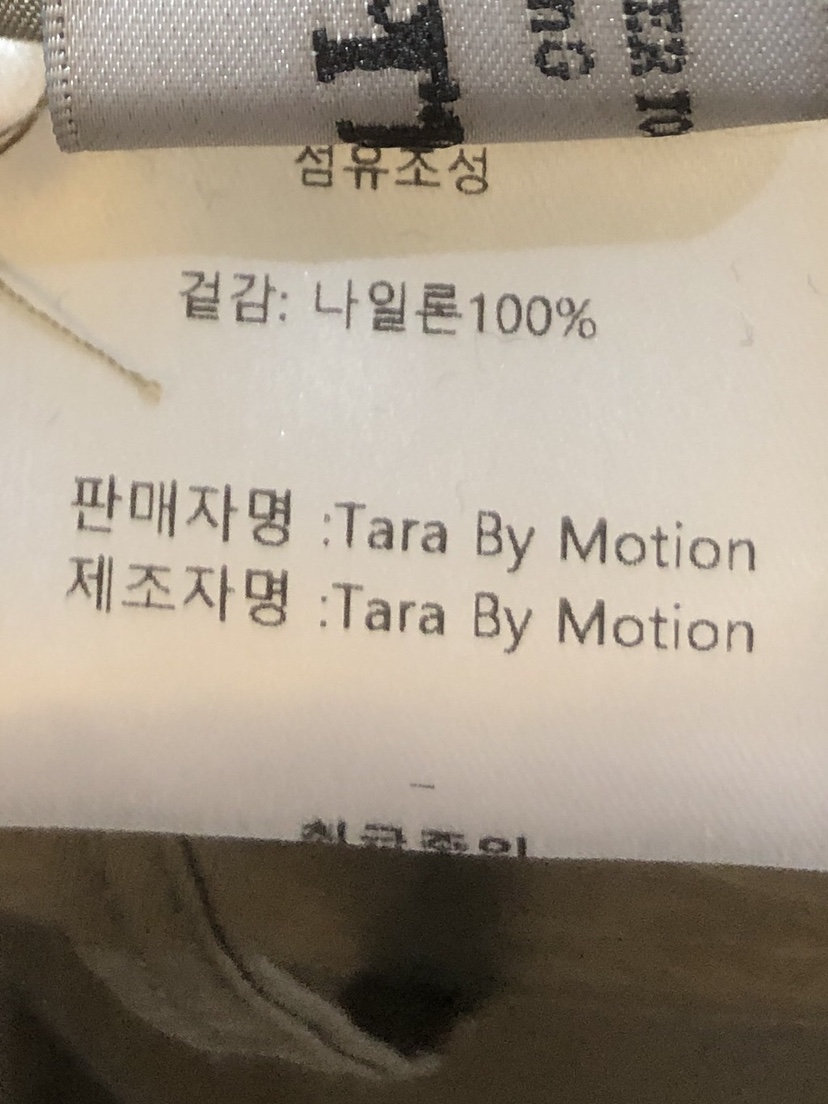 섬유조성
겉감: 나일론100%
판매자명 :Tara By Motion
제조자명 :Tara By Motion